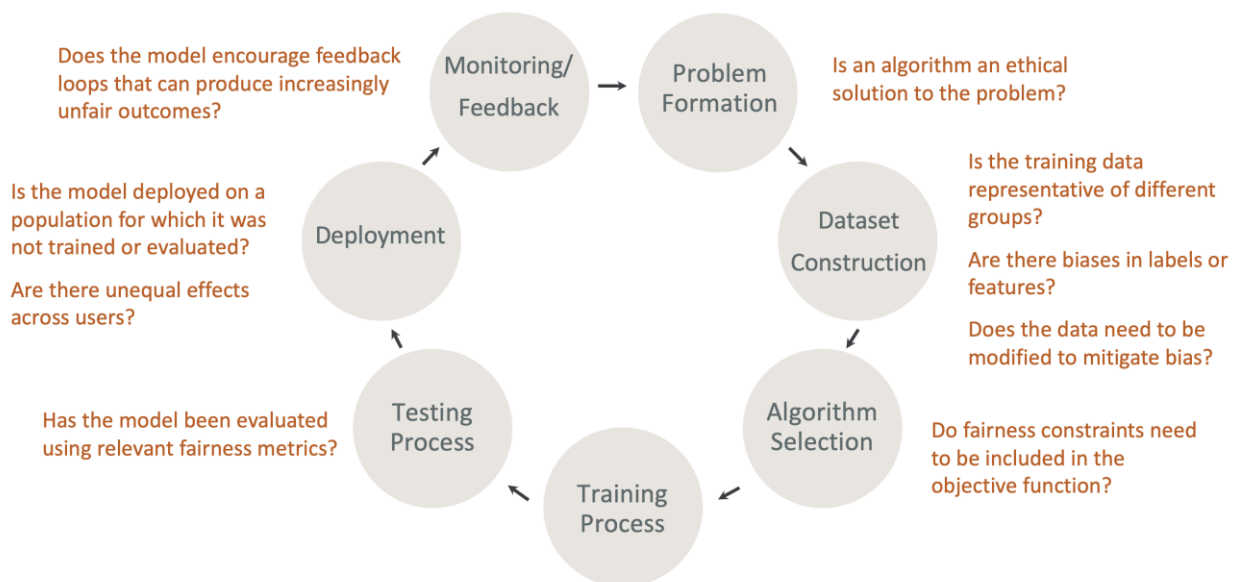 Does the model encourage feedback
loops that can produce increasingly
unfair outcomes?
Monitoring/
Feedback
Problem
Formation
Is an algorithm an ethical
solution to the problem?
Is the model deployed on a
population for which it was
not trained or evaluated?
Are there unequal effects
across users?
Deployment
Dataset
Construction
Is the training data
representative of different
groups?
Are there biases in labels or
features?
Does the data need to be
modified to mitigate bias?
Has the model been evaluated
using relevant fairness metrics?
Testing
Process
Algorithm
Selection
Do fairness constraints need
to be included in the
objective function?
Training
Process